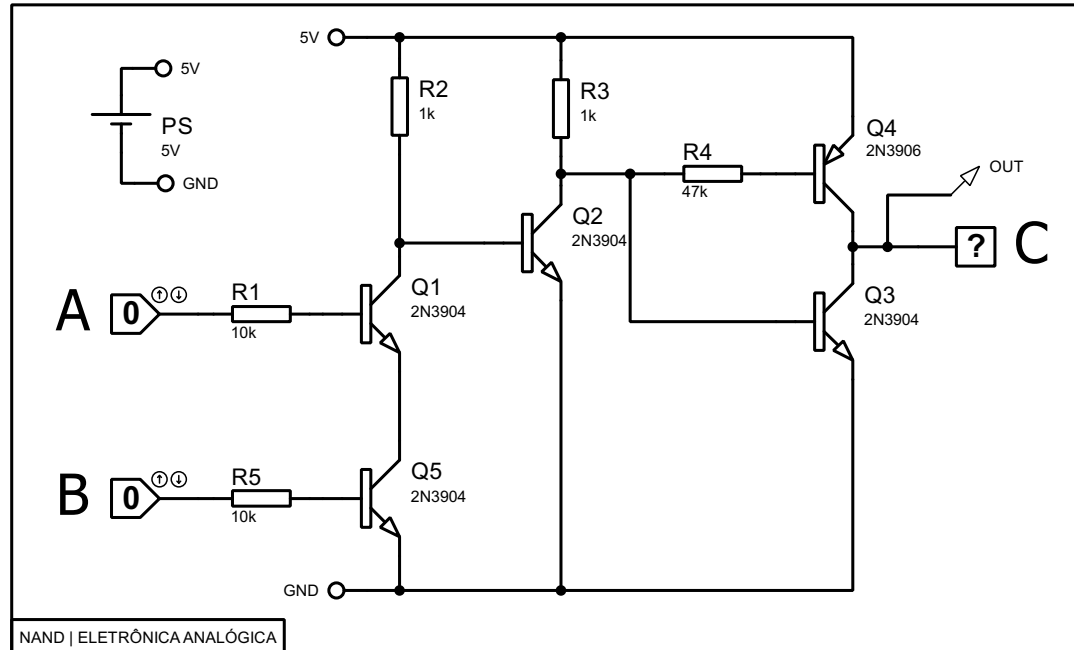 5V
5V
PS
5V
GND
R2
1k
R3
1k
R4
47k
Q4
2N3906
OUT
Q2
2N3904
?
C
A
0
R1
10k
Q1
2N3904
Q3
2N3904
B
0
R5
10k
Q5
2N3904
GND
NAND | ELETRÔNICA ANALÓGICA